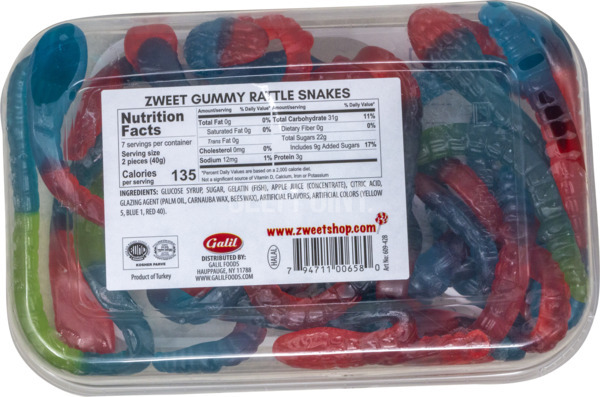 ZWEET GUMMY RATTLE SNAKES
Nutrition
Facts
7 servings per container
Serving size
2 pieces (40g)
Calories
per serving 135
Amount/serving % Daily Value*
Total Fat 0g 0%
Saturated Fat 0g 0%
Trans Fat 0g
Cholesterol 0mg 0%
Sodium 12mg 1%
Amount/serving % Daily Value*
Total Carbohydrate 31g 11%
Dietary Fiber 0g 0%
Total Sugars 22g
Includes 9g Added Sugars 17%
Protein 3g
*Percent Daily Values are based on a 2,000 calorie diet.
Not a significant source of Vitamin D, Calcium, Iron or Potassium
INGREDIENTS: GLUCOSE SYRUP, SUGAR, GELATIN (FISH), APPLE JUICE (CONCENTRATE), CITRIC ACID,
GLAZING AGENT (PALM OIL, CARNAUBA WAX, BEESWAX), ARTIFICIAL FLAVORS, ARTIFICIAL COLORS (YELLOW
5, BLUE 1, RED 40).
KOSHER PARVE
Product of Turkey
Galil
DISTRIBUTED BY:
GALIL FOODS
HAUPPAUGE, NY 11788
WWW.GALILFOODS.COM
www.zweetshop.com
HALAL
7 94711 00658 0
Art No: 609-428